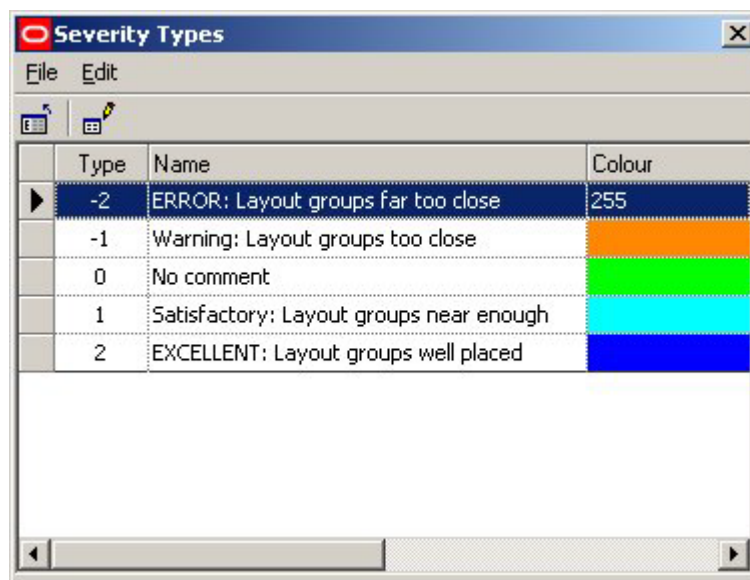 Severity Types
File Edit
Type Name Colour
-2 ERROR: Layout groups far too close 255
-1 Warning: Layout groups too close
0 No comment
1 Satisfactory: Layout groups near enough
2 EXCELLENT: Layout groups well placed